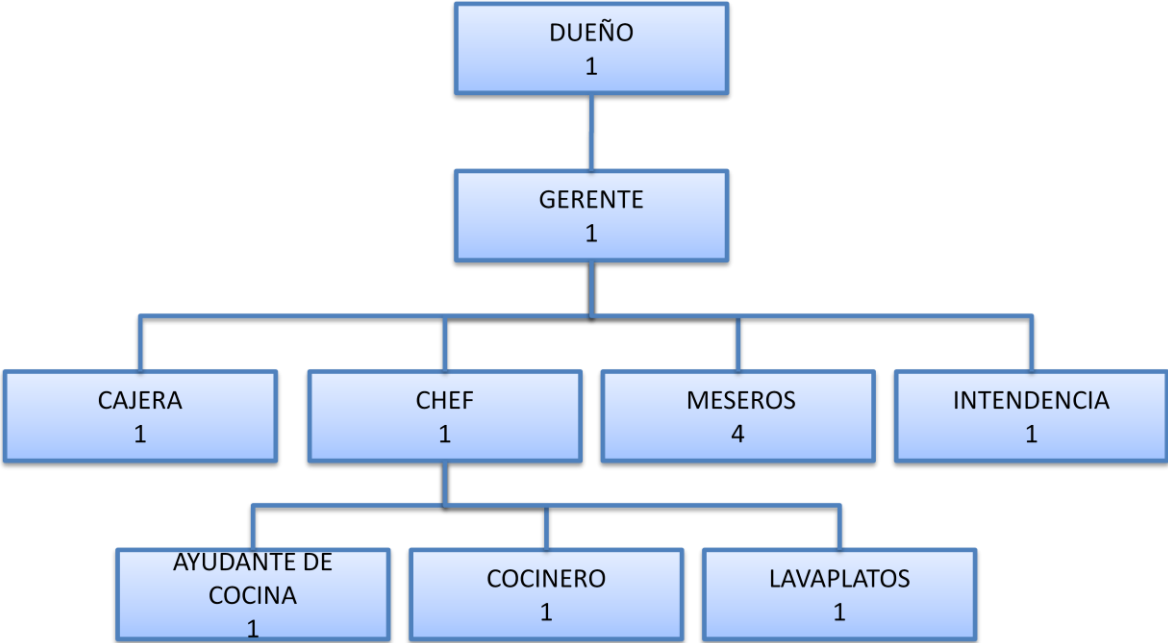 DUEÑO
1
GERENTE
1
CAJERA
1
CHEF
1
MESEROS
4
INTENDENCIA
1
AYUDANTE DE
COCINA
1
COCINERO
1
LAVAPLATOS
1